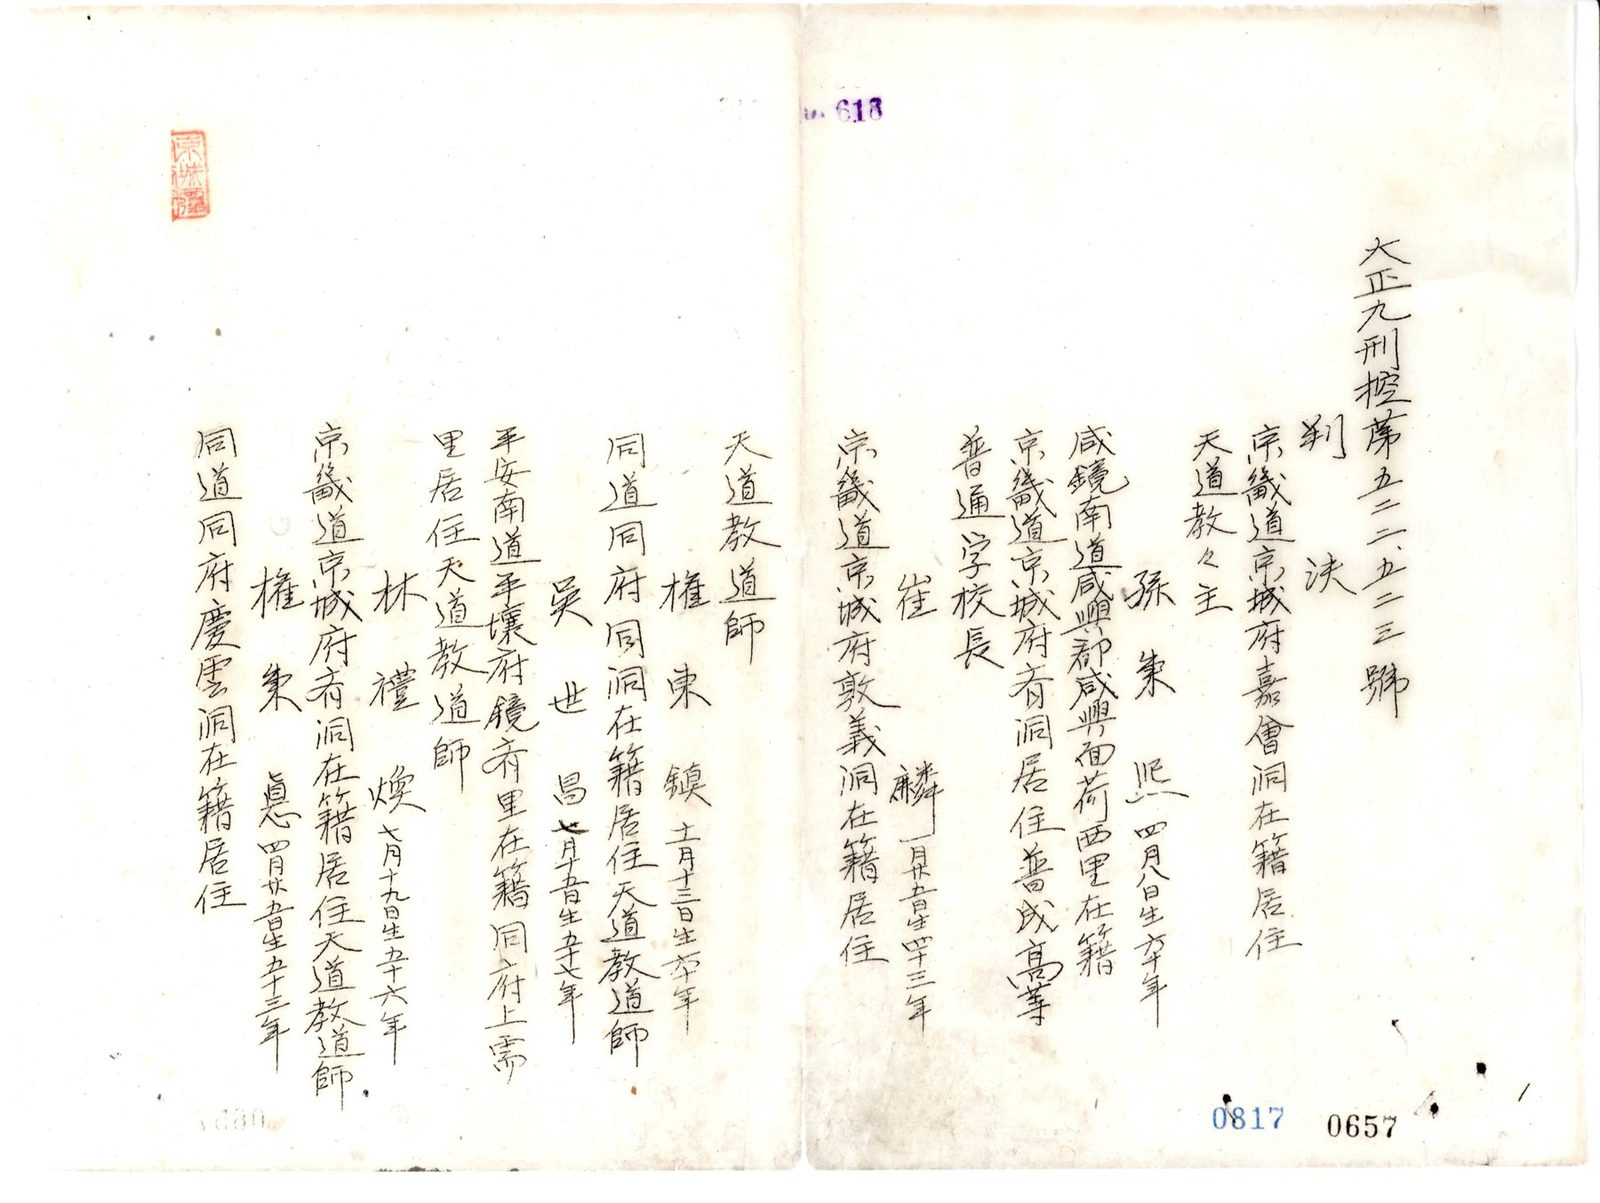 618
大正九刑控第五二二、五二三號
判決
京畿道京城府嘉會洞在籍居住
天道教々主
孫秉熙 四月八日生六十年
咸鏡南道咸興郡咸興面荷西里在籍
京畿道京城府齋洞居住普成高等
普通学校長
崔麟 一月廿五日生四十三年
京畿道京城府敦義洞在籍居住
天道教道師
権東鎮 十二月十三日生六十年
同道同府同洞在籍居住天道教道師
吳世昌 七月十五日生五十七年
平安南道平壤府鏡齋里在籍同府上需
里居住天道教道師
林禮煥 七月十九日生五十六年
京畿道京城府齋洞在籍居住天道教道師
権秉悳 四月廿五日生五十三年
同道同府慶雲洞在籍居住
0817
0657